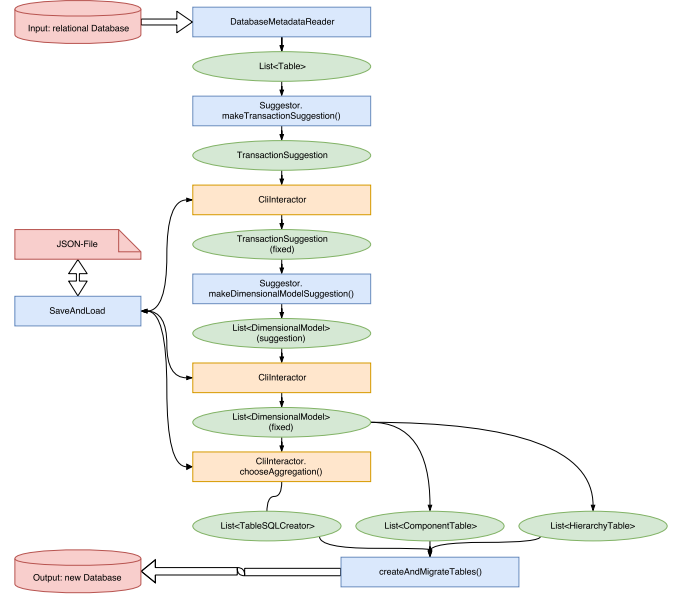 Input: relational Database
DatabaseMetadataReader
List<Table>
Suggestor.
makeTransactionSuggestion()
TransactionSuggestion
CliInteractor
TransactionSuggestion
(fixed)
JSON-File
Suggestor.
makeDimensionalModelSuggestion()
SaveAndLoad
List<DimensionalModel>
(suggestion)
CliInteractor
List<DimensionalModel>
(fixed)
CliInteractor.
chooseAggregation()
List<TableSQLCreator>
List<ComponentTable>
List<HierarchyTable>
Output: new Database
createAndMigrateTables()